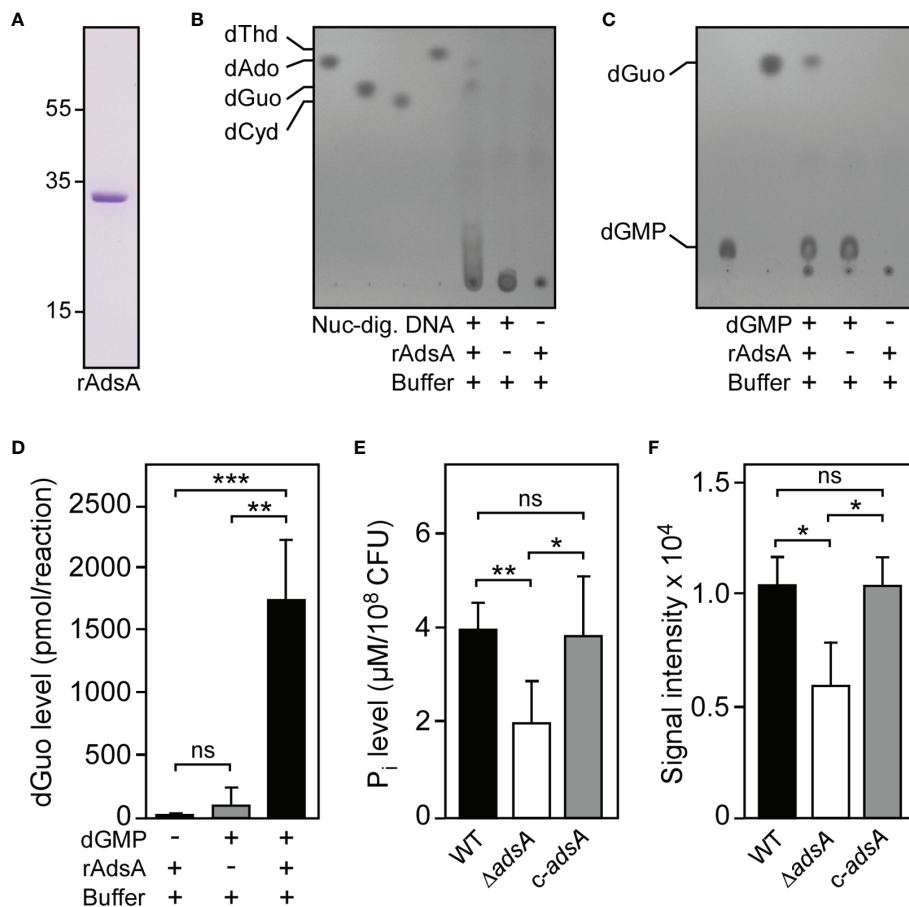 A
55
35
15
rAdsA
B
dThd
dAdo
dGuo
dCyd
Nuc-dig. DNA + + -
rAdsA + - +
Buffer + + +
C
dGuo
dGMP
dGMP + + -
rAdsA + - +
Buffer + + +
D
dGuo level (pmol/reaction)
2500
2000
1500
1000
500
0
***
**
ns
dGMP - + +
rAdsA + - +
Buffer + + +
E
Pi level (µM/10⁸ CFU)
6
4
2
0
ns
*
**
WT
ΔadsA
c-adsA
F
Signal intensity x 10⁴
1.5
1.0
0.5
0
ns
*
*
WT
ΔadsA
c-adsA